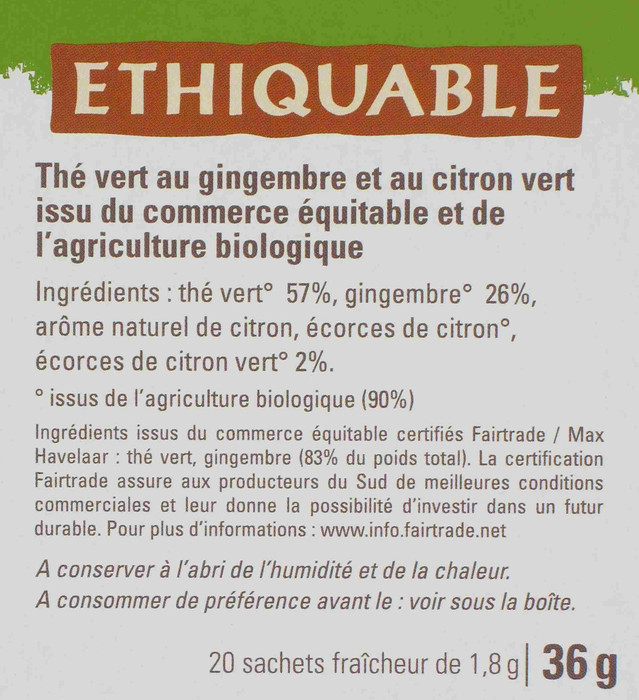 ETHIQUABLE
Thé vert au gingembre et au citron vert
issu du commerce équitable et de
l'agriculture biologique
Ingrédients : thé vert° 57%, gingembre° 26%,
arôme naturel de citron, écorces de citron°,
écorces de citron vert° 2%.
° issus de l'agriculture biologique (90%)
Ingrédients issus du commerce équitable certifiés Fairtrade / Max
Havelaar : thé vert, gingembre (83% du poids total). La certification
Fairtrade assure aux producteurs du Sud de meilleures conditions
commerciales et leur donne la possibilité d'investir dans un futur
durable. Pour plus d'informations : www.info.fairtrade.net
A conserver à l'abri de l'humidité et de la chaleur.
A consommer de préférence avant le : voir sous la boîte.
20 sachets fraîcheur de 1,8 g | 36 g